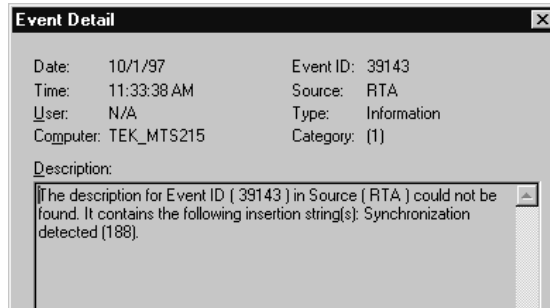 Event Detail
Date: 10/1/97 Event ID: 39143
Time: 11:33:38 AM Source: RTA
User: N/A Type: Information
Computer: TEK_MTS215 Category: (1)
Description:
The description for Event ID ( 39143 ) in Source ( RTA ) could not be
found. It contains the following insertion string(s): Synchronization
detected (188).